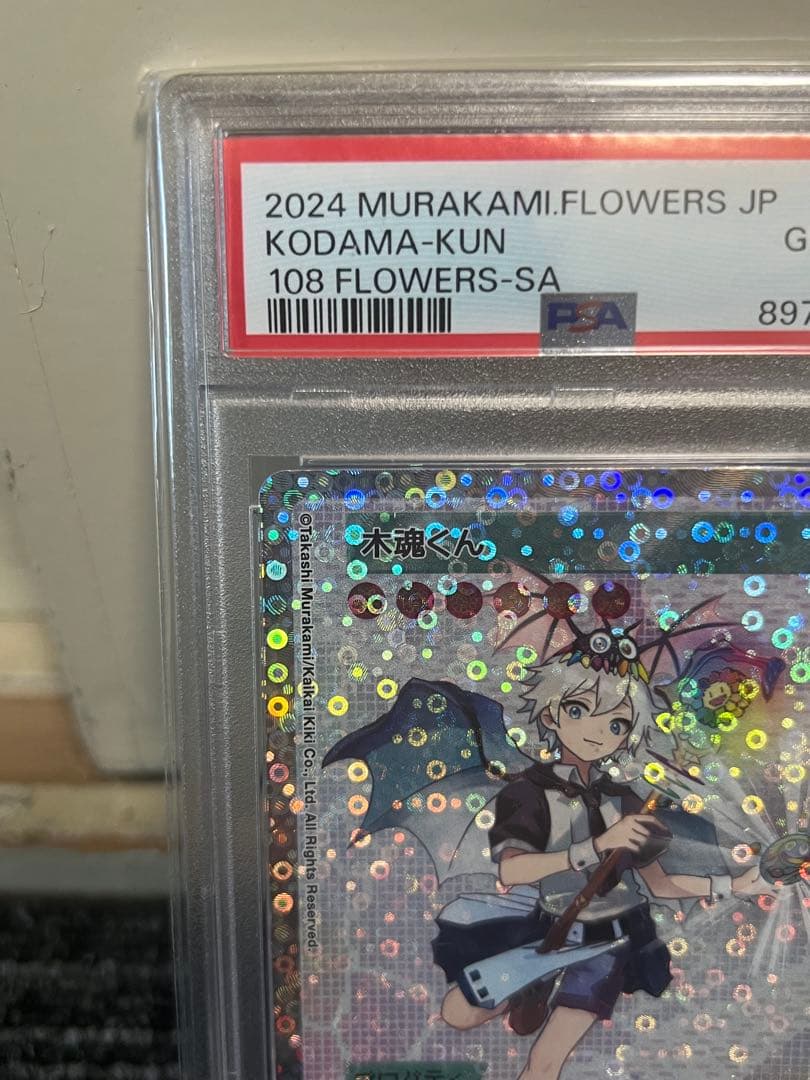 2024 MURAKAMI.FLOWERS JP
KODAMA-KUN
G
108 FLOWERS-SA
PSA
897
木魂くん
©Takashi Murakami/Kaikai Kiki Co., Ltd. All Rights Reserved.